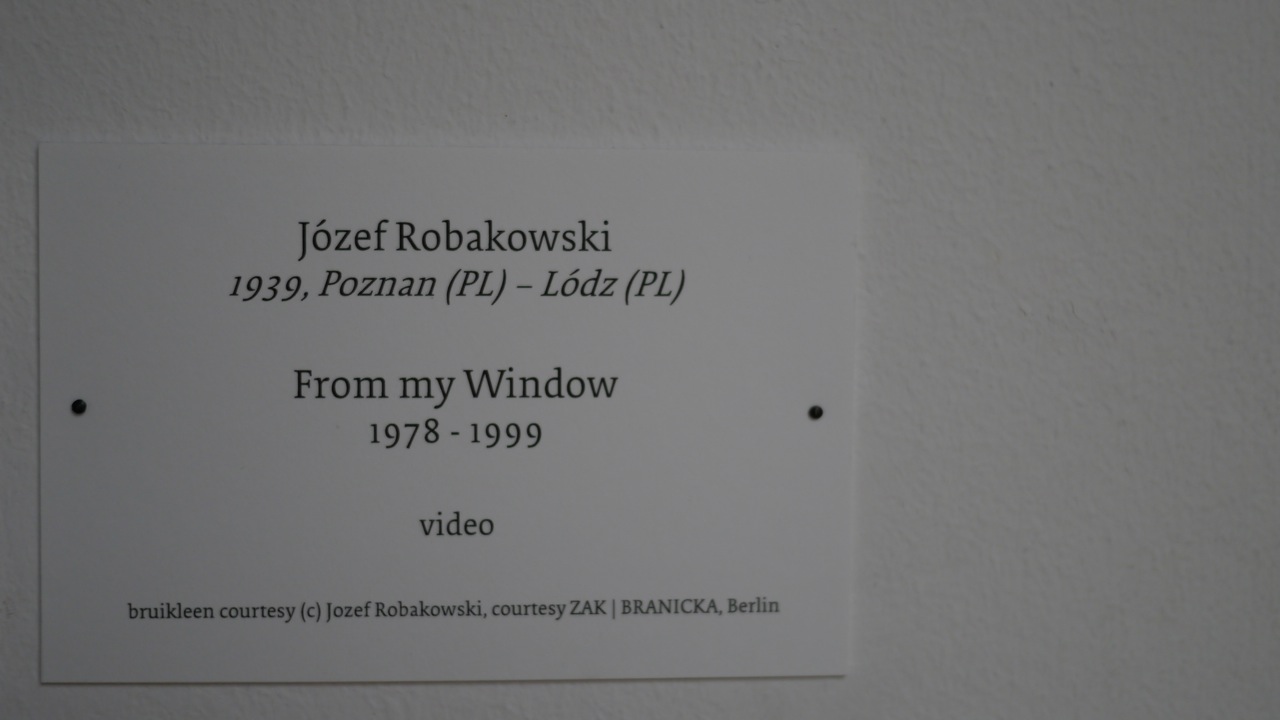 Józef Robakowski
1939, Poznan (PL) – Lódz (PL)
From my Window
1978 - 1999
video
bruikleen courtesy (c) Jozef Robakowski, courtesy ZAK | BRANICKA, Berlin